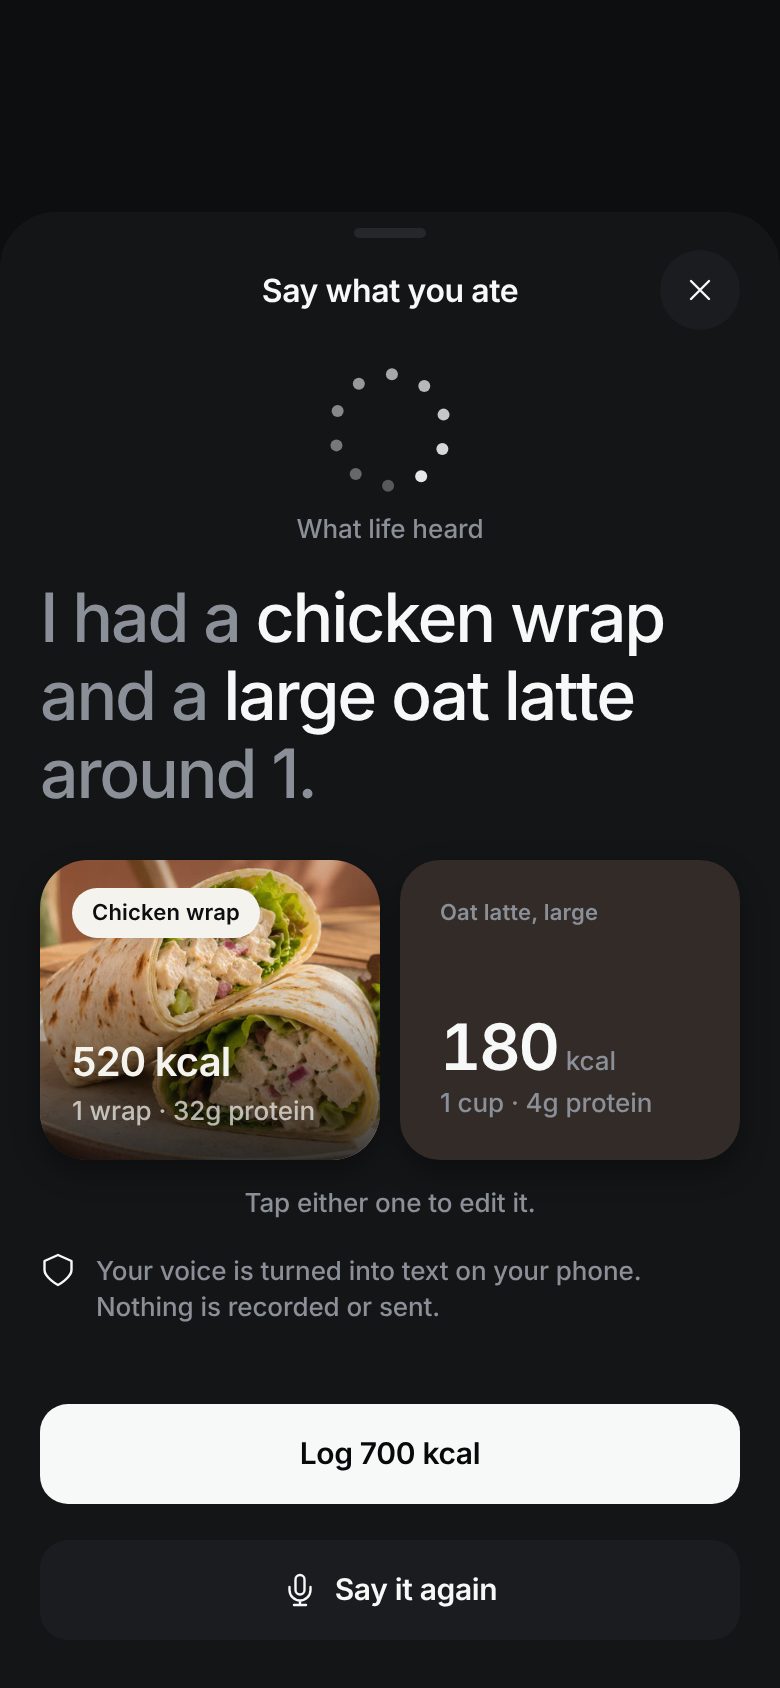 Say what you ate
What life heard
I had a chicken wrap
and a large oat latte
around 1.
Chicken wrap
520 kcal
1 wrap · 32g protein
Oat latte, large
180 kcal
1 cup · 4g protein
Tap either one to edit it.
Your voice is turned into text on your phone.
Nothing is recorded or sent.
Log 700 kcal
Say it again